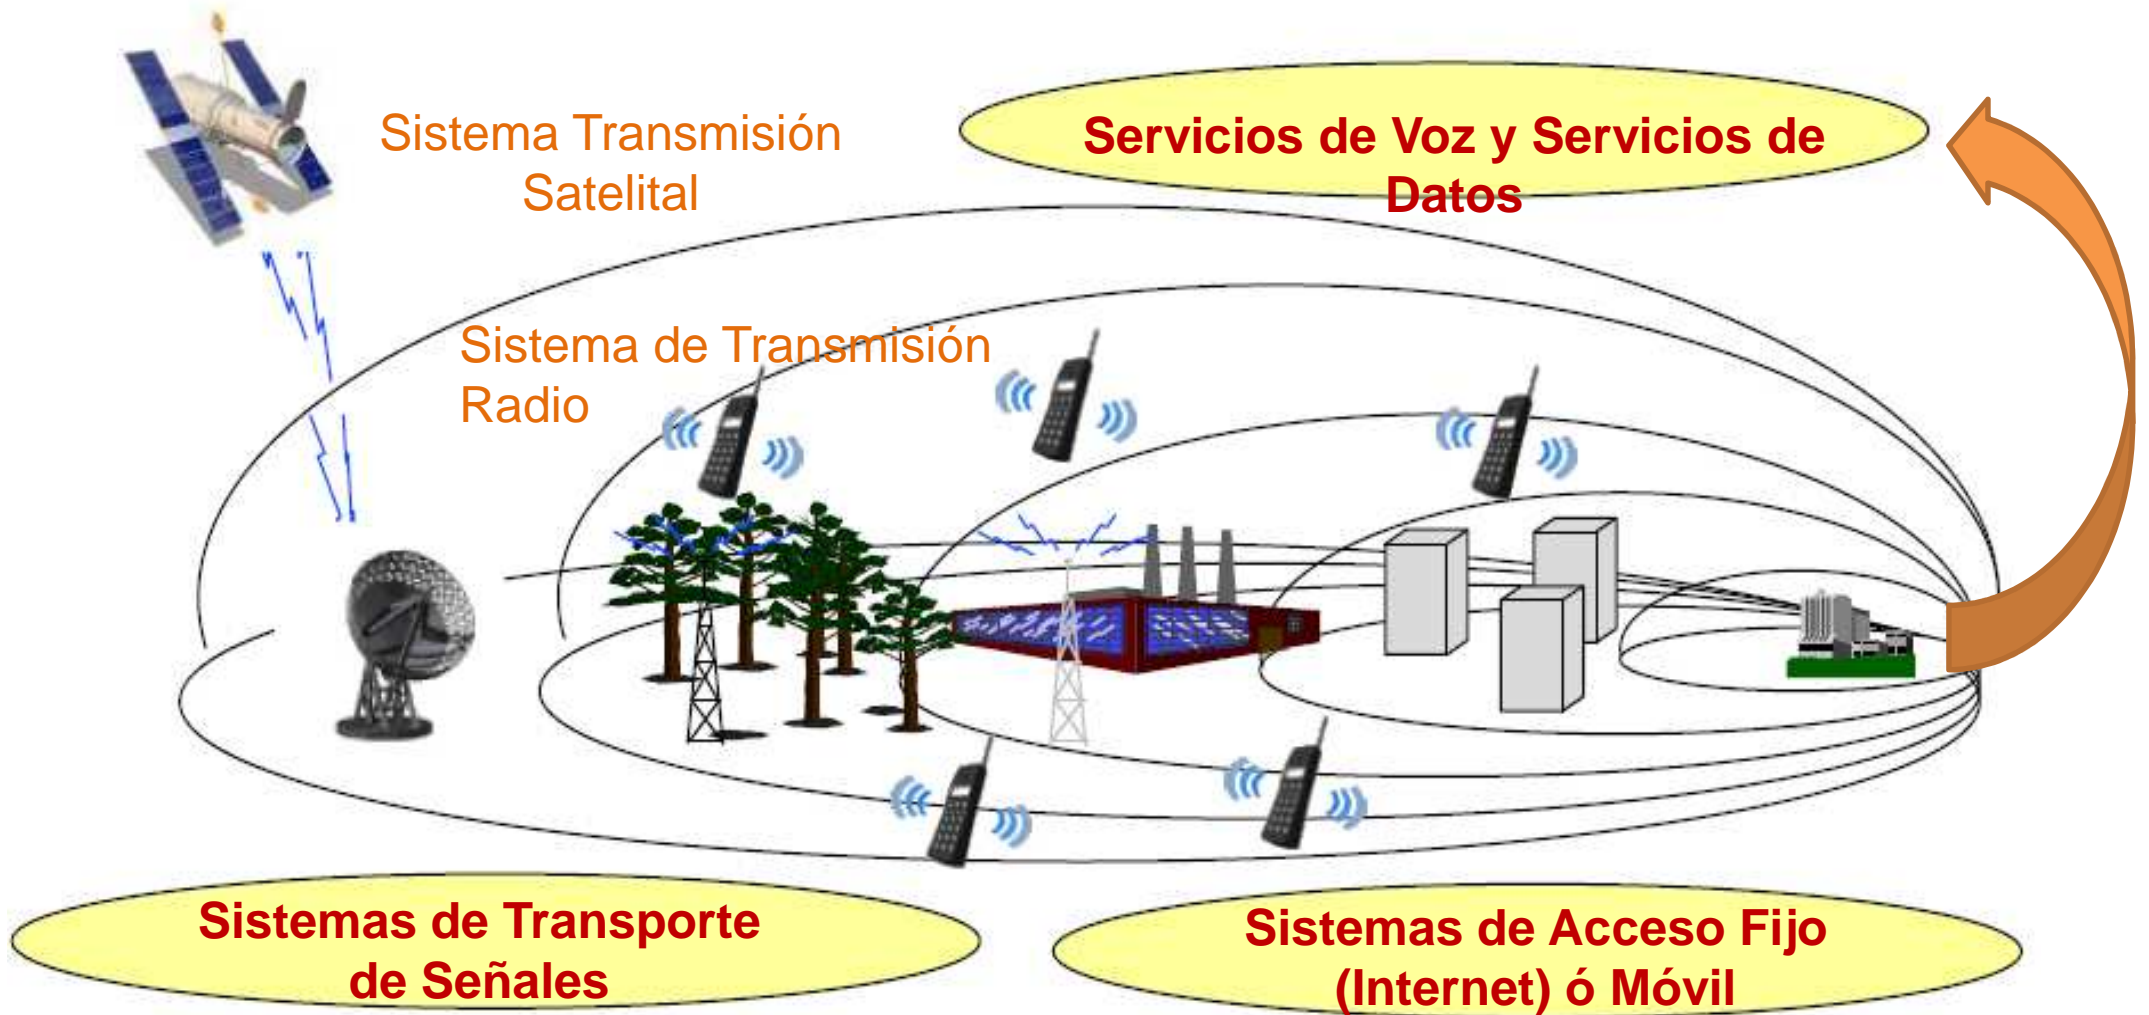 Sistema Transmisión
Satelital
Servicios de Voz y Servicios de
Datos
Sistema de Transmisión
Radio
Sistemas de Transporte
de Señales
Sistemas de Acceso Fijo
(Internet) ó Móvil